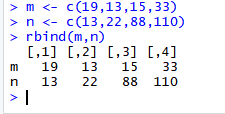 > m <- c(19,13,15,33)
> n <- c(13,22,88,110)
> rbind(m,n)
  [,1] [,2] [,3] [,4]
m   19   13   15   33
n   13   22   88  110
>